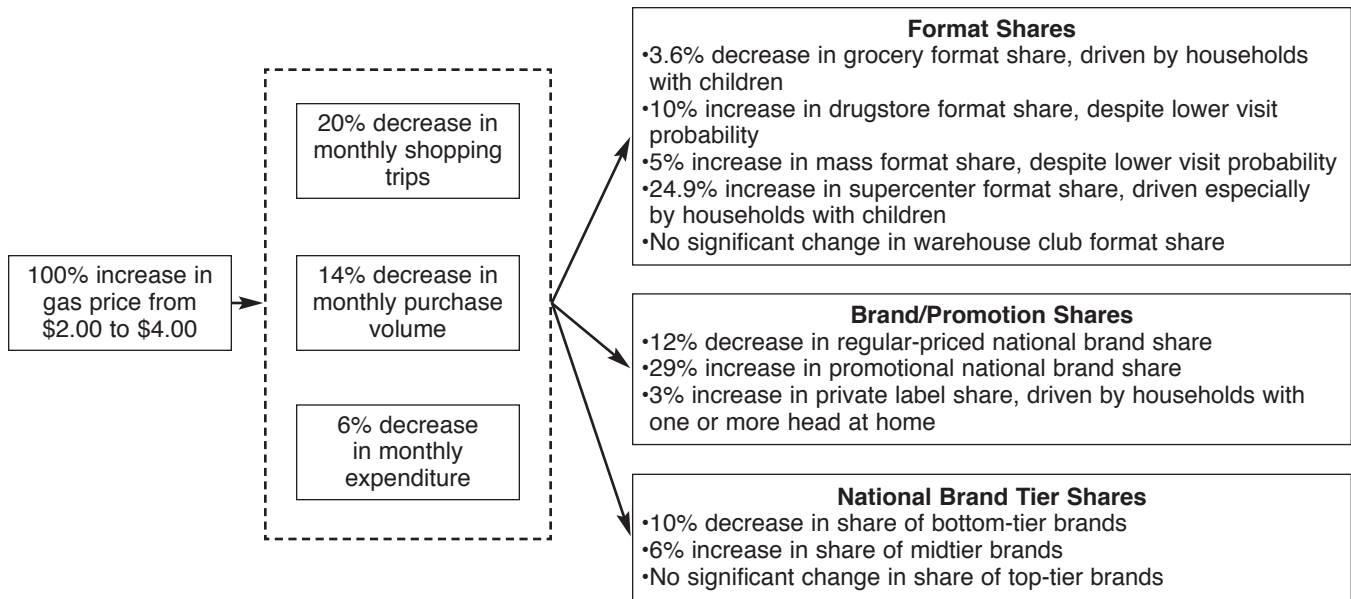 100% increase in
gas price from
$2.00 to $4.00
20% decrease in
monthly shopping
trips
14% decrease in
monthly purchase
volume
6% decrease
in monthly
expenditure
Format Shares
•3.6% decrease in grocery format share, driven by households
with children
•10% increase in drugstore format share, despite lower visit
probability
•5% increase in mass format share, despite lower visit probability
•24.9% increase in supercenter format share, driven especially
by households with children
•No significant change in warehouse club format share
Brand/Promotion Shares
•12% decrease in regular-priced national brand share
•29% increase in promotional national brand share
•3% increase in private label share, driven by households with
one or more head at home
National Brand Tier Shares
•10% decrease in share of bottom-tier brands
•6% increase in share of midtier brands
•No significant change in share of top-tier brands